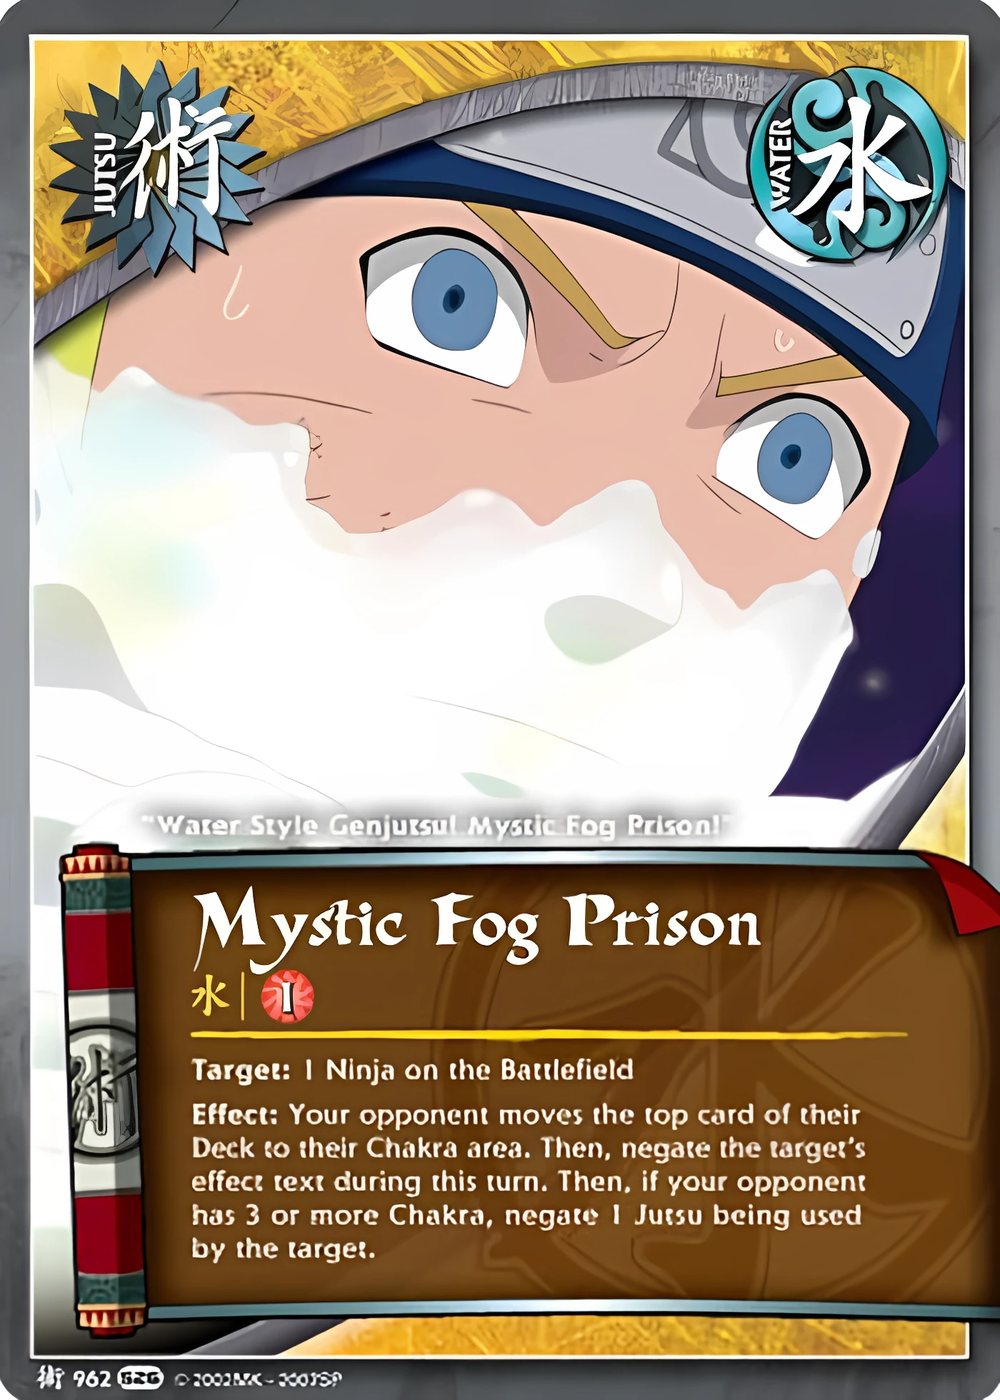 JUTSU 術
WATER 水
"Water Style Genjutsu! Mystic Fog Prison!"
Mystic Fog Prison
水 | 1
Target: 1 Ninja on the Battlefield
Effect: Your opponent moves the top card of their
Deck to their Chakra area. Then, negate the target's
effect text during this turn. Then, if your opponent
has 3 or more Chakra, negate 1 Jutsu being used
by the target.
術
術 962